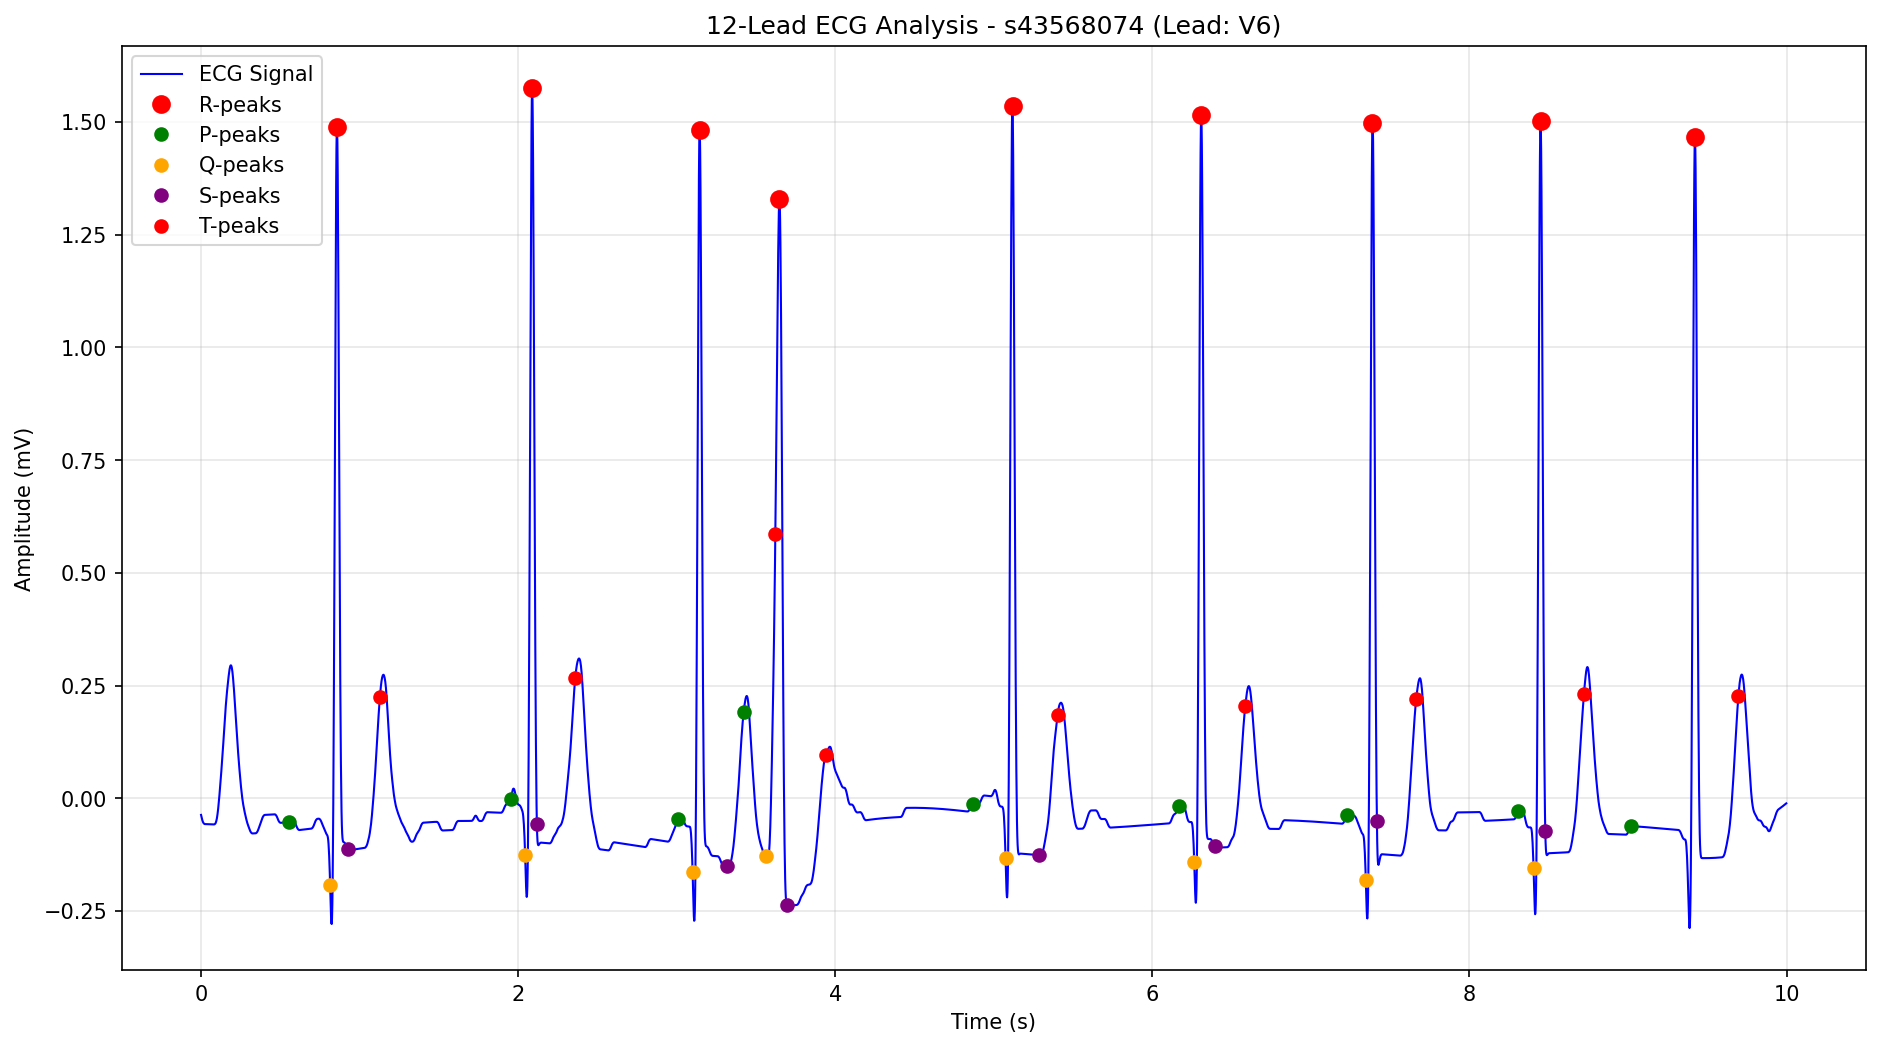 12-Lead ECG Analysis - s43568074 (Lead: V6)
ECG Signal
R-peaks
P-peaks
Q-peaks
S-peaks
T-peaks
1.50
1.25
1.00
0.75
0.50
0.25
0.00
−0.25
Amplitude (mV)
0 2 4 6 8 10
Time (s)